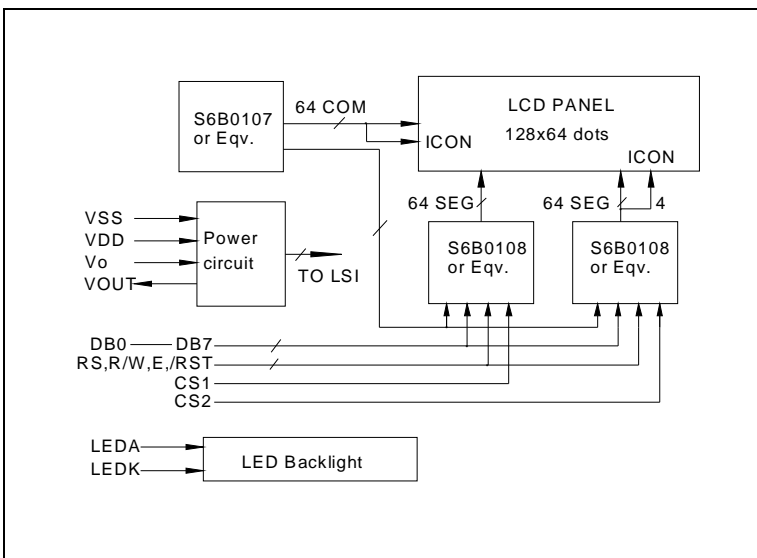 S6B0107
or Eqv.
64 COM
LCD PANEL
128x64 dots
ICON
ICON
64 SEG
64 SEG
4
S6B0108
or Eqv.
S6B0108
or Eqv.
VSS
VDD
Vo
VOUT
Power
circuit
TO LSI
DB0 DB7
RS,R/W,E,/RST
CS1
CS2
LEDA
LEDK
LED Backlight